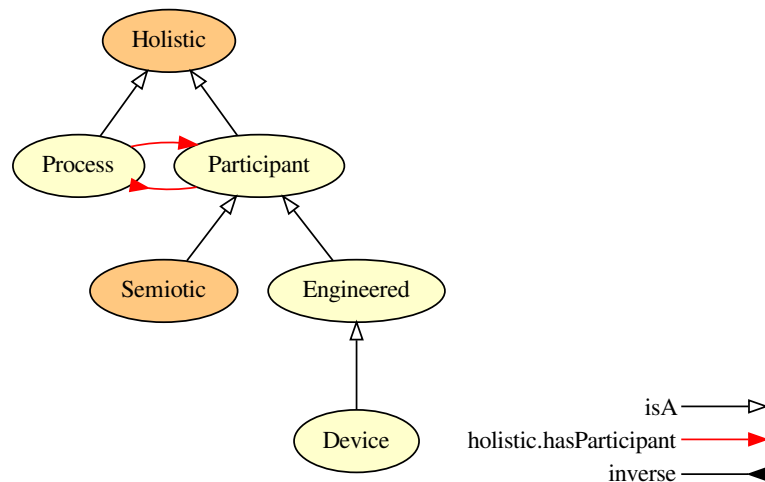 Holistic
Process
Participant
Semiotic
Engineered
Device
isA
holistic.hasParticipant
inverse